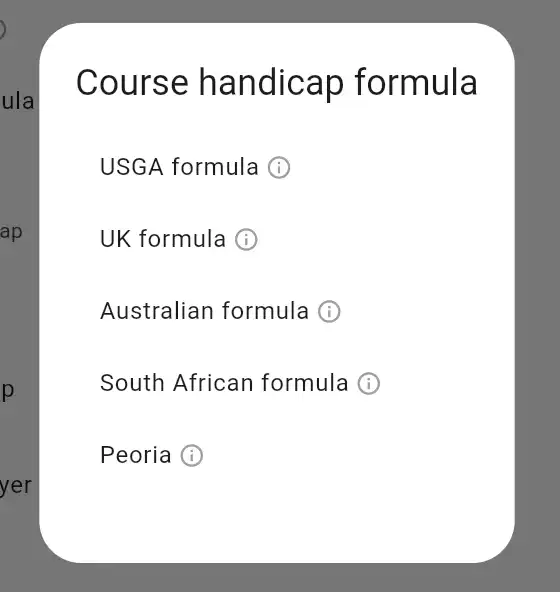 Course handicap formula
ula
USGA formula
ap
UK formula
Australian formula
South African formula
p
Peoria
yer